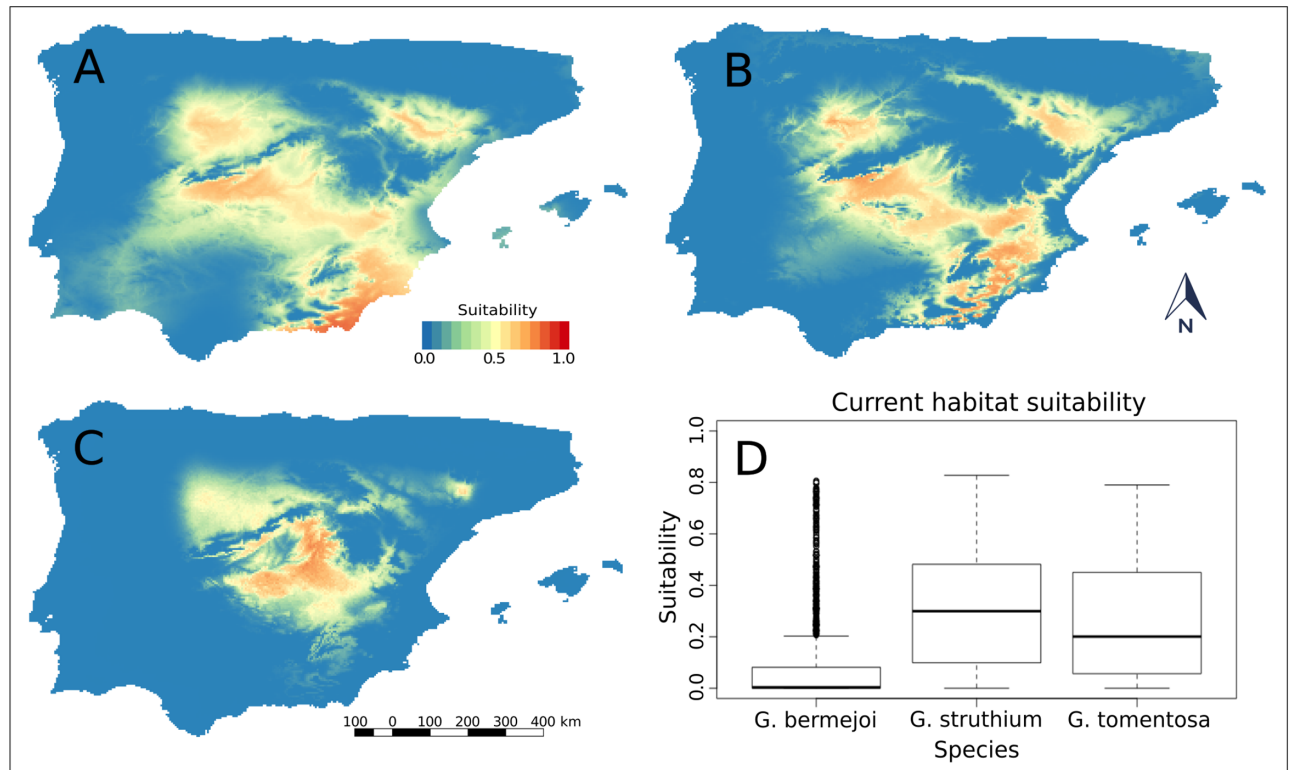 A
B
Suitability
0.0 0.5 1.0
N
C
100 0 100 200 300 400 km
Current habitat suitability
D
Suitability
1.0
0.8
0.6
0.4
0.2
0.0
G. bermejoi G. struthium G. tomentosa
Species